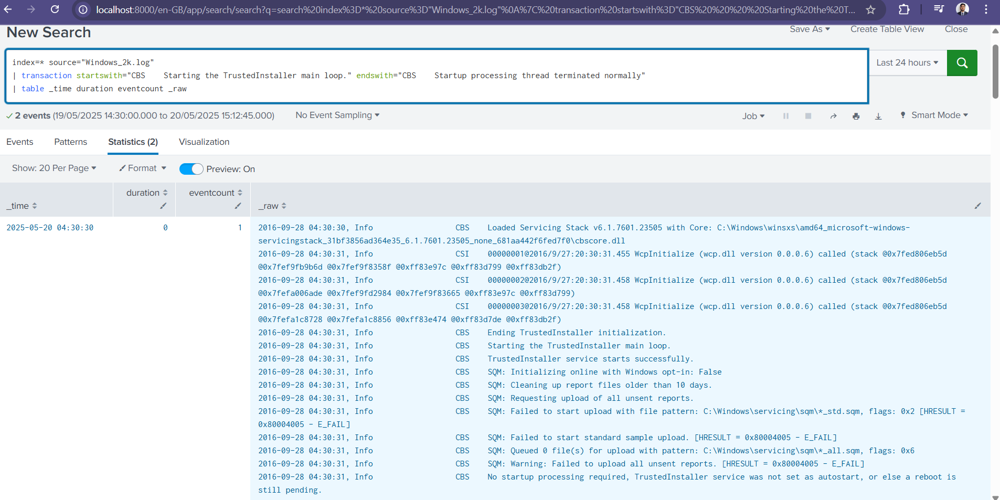 localhost:8000/en-GB/app/search/search?q=search%20index%3D*%20source%3D"Windows_2k.log"%0A%7C%20transaction%20startswith%3D"CBS%20%20%20%20Starting%20the%20T...
New Search
Save As
Create Table View
Close
index=* source="Windows_2k.log"
| transaction startswith="CBS    Starting the TrustedInstaller main loop." endswith="CBS    Startup processing thread terminated normally"
| table _time duration eventcount _raw
Last 24 hours
✓ 2 events (19/05/2025 14:30:00.000 to 20/05/2025 15:12:45.000)
No Event Sampling
Job
Smart Mode
Events
Patterns
Statistics (2)
Visualization
Show: 20 Per Page
Format
Preview: On
_time
duration
eventcount
_raw
2025-05-20 04:30:30
0
1
2016-09-28 04:30:30, Info                  CBS    Loaded Servicing Stack v6.1.7601.23505 with Core: C:\Windows\winsxs\amd64_microsoft-windows-
servicingstack_31bf3856ad364e35_6.1.7601.23505_none_681aa442f6fed7f0\cbscore.dll
2016-09-28 04:30:31, Info                  CSI    00000001@2016/9/27:20:30:31.455 WcpInitialize (wcp.dll version 0.0.0.6) called (stack @0x7fed806eb5d
@0x7fef9fb9b6d @0x7fef9f8358f @0xff83e97c @0xff83d799 @0xff83db2f)
2016-09-28 04:30:31, Info                  CSI    00000002@2016/9/27:20:30:31.458 WcpInitialize (wcp.dll version 0.0.0.6) called (stack @0x7fed806eb5d
@0x7fefa006ade @0x7fef9fd2984 @0x7fef9f83665 @0xff83e97c @0xff83d799)
2016-09-28 04:30:31, Info                  CSI    00000003@2016/9/27:20:30:31.458 WcpInitialize (wcp.dll version 0.0.0.6) called (stack @0x7fed806eb5d
@0x7fefa1c8728 @0x7fefa1c8856 @0xff83e474 @0xff83d7de @0xff83db2f)
2016-09-28 04:30:31, Info                  CBS    Ending TrustedInstaller initialization.
2016-09-28 04:30:31, Info                  CBS    Starting the TrustedInstaller main loop.
2016-09-28 04:30:31, Info                  CBS    TrustedInstaller service starts successfully.
2016-09-28 04:30:31, Info                  CBS    SQM: Initializing online with Windows opt-in: False
2016-09-28 04:30:31, Info                  CBS    SQM: Cleaning up report files older than 10 days.
2016-09-28 04:30:31, Info                  CBS    SQM: Requesting upload of all unsent reports.
2016-09-28 04:30:31, Info                  CBS    SQM: Failed to start upload with file pattern: C:\Windows\servicing\sqm\*_std.sqm, flags: 0x2 [HRESULT =
0x80004005 - E_FAIL]
2016-09-28 04:30:31, Info                  CBS    SQM: Failed to start standard sample upload. [HRESULT = 0x80004005 - E_FAIL]
2016-09-28 04:30:31, Info                  CBS    SQM: Queued 0 file(s) for upload with pattern: C:\Windows\servicing\sqm\*_all.sqm, flags: 0x6
2016-09-28 04:30:31, Info                  CBS    SQM: Warning: Failed to upload all unsent reports. [HRESULT = 0x80004005 - E_FAIL]
2016-09-28 04:30:31, Info                  CBS    No startup processing required, TrustedInstaller service was not set as autostart, or else a reboot is
still pending.